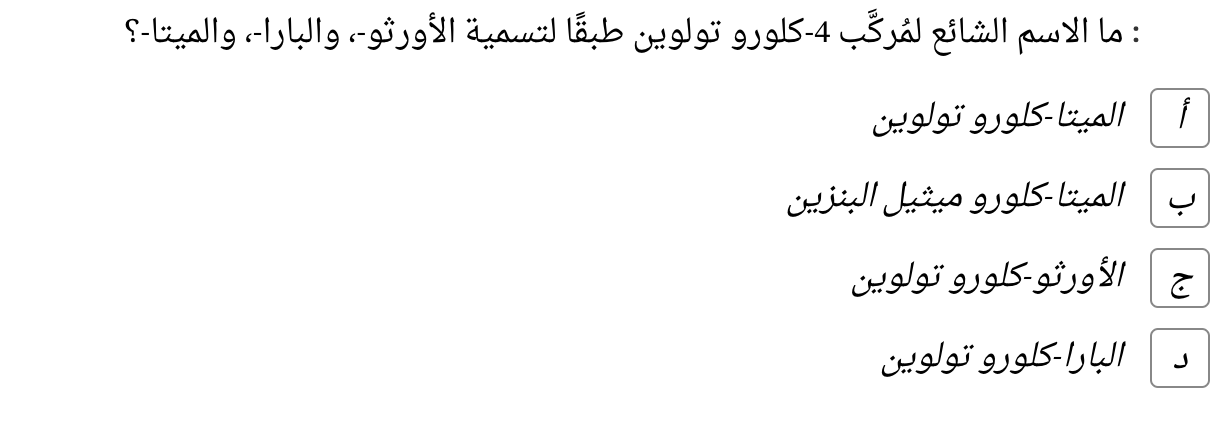 : ما الاسم الشائع لمُركَّب 4-كلورو تولوين طبقًا لتسمية الأورثو-، والبارا-، والميتا-؟
أ الميتا-كلورو تولوين
ب الميتا-كلورو ميثيل البنزين
ج الأورثو-كلورو تولوين
د البارا-كلورو تولوين